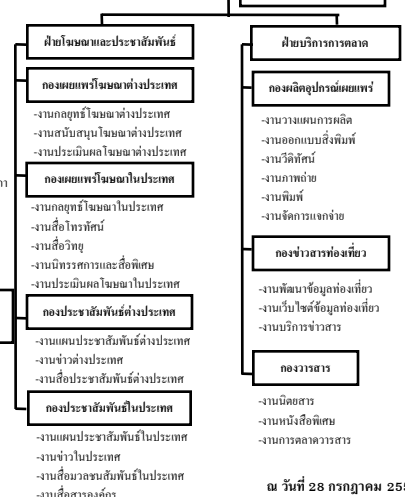 ฝ่ายโฆษณาและประชาสัมพันธ์
กองเผยแพร่โฆษณาต่างประเทศ
-งานกลยุทธ์โฆษณาต่างประเทศ
-งานสนับสนุนโฆษณาต่างประเทศ
-งานประเมินผลโฆษณาต่างประเทศ
กองเผยแพร่โฆษณาในประเทศ
-งานกลยุทธ์โฆษณาในประเทศ
-งานสื่อโทรทัศน์
-งานสื่อวิทยุ
-งานนิทรรศการและสื่อพิเศษ
-งานประเมินผลโฆษณาในประเทศ
กองประชาสัมพันธ์ต่างประเทศ
-งานแผนประชาสัมพันธ์ต่างประเทศ
-งานข่าวต่างประเทศ
-งานสื่อประชาสัมพันธ์ต่างประเทศ
กองประชาสัมพันธ์ในประเทศ
-งานแผนประชาสัมพันธ์ในประเทศ
-งานข่าวในประเทศ
-งานสื่อมวลชนสัมพันธ์ในประเทศ
-งานสื่อสารองค์กร
ฝ่ายบริการการตลาด
กองผลิตอุปกรณ์เผยแพร่
-งานวางแผนการผลิต
-งานออกแบบสิ่งพิมพ์
-งานวีดิทัศน์
-งานภาพถ่าย
-งานพิมพ์
-งานจัดการแจกจ่าย
กองข่าวสารท่องเที่ยว
-งานพัฒนาข้อมูลท่องเที่ยว
-งานเว็บไซต์ข้อมูลท่องเที่ยว
-งานบริการข่าวสาร
กองวารสาร
-งานนิตยสาร
-งานหนังสือพิเศษ
-งานการตลาดวารสาร
ณ วันที่ 28 กรกฎาคม